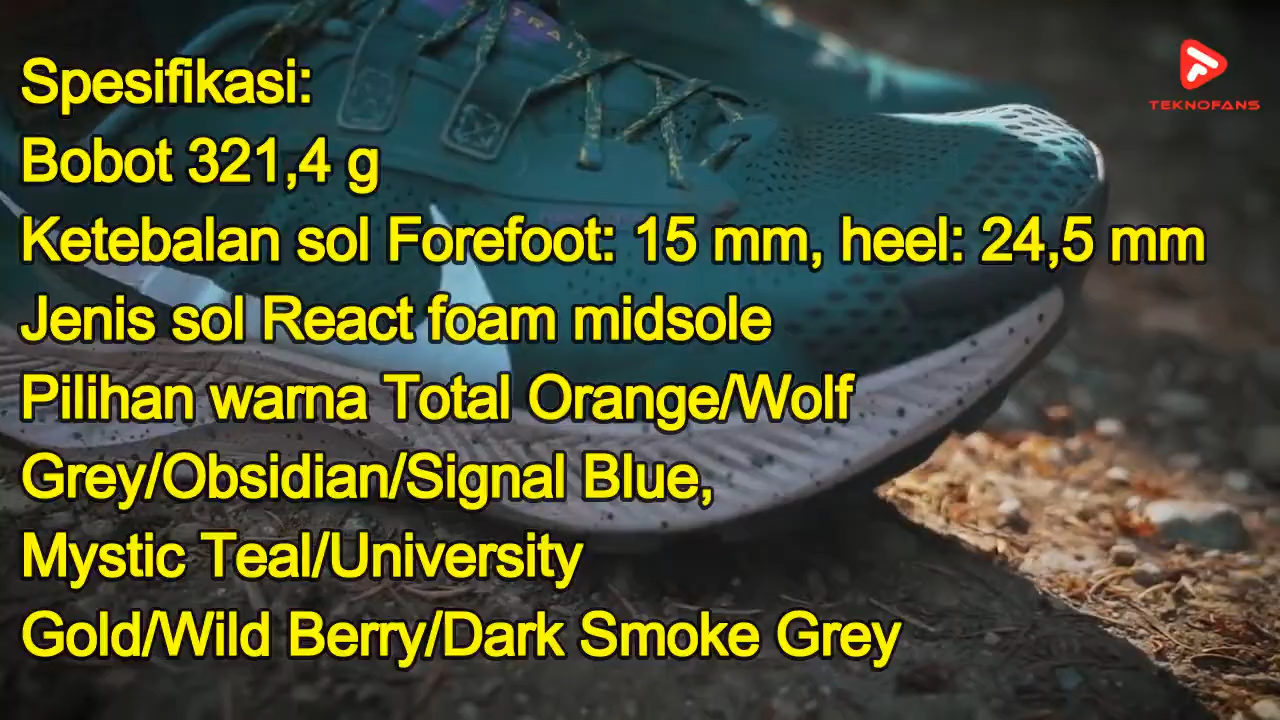 TRAIL
TEKNOFANS
Spesifikasi:
Bobot 321,4 g
Ketebalan sol Forefoot: 15 mm, heel: 24,5 mm
Jenis sol React foam midsole
Pilihan warna Total Orange/Wolf
Grey/Obsidian/Signal Blue,
Mystic Teal/University
Gold/Wild Berry/Dark Smoke Grey